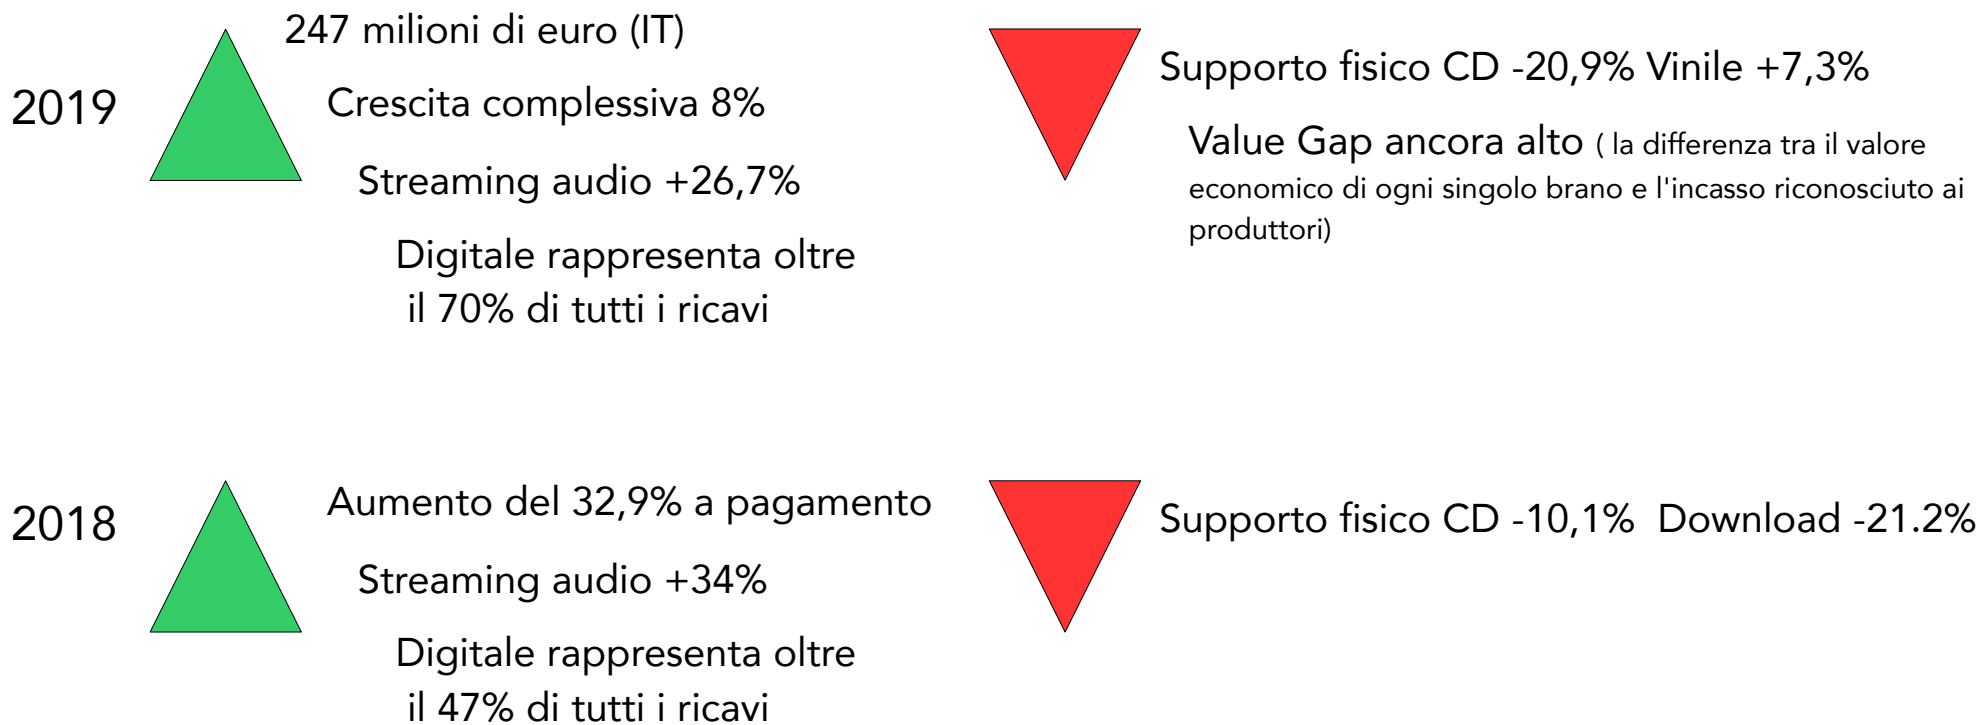 2019
247 milioni di euro (IT)
Crescita complessiva 8%
Streaming audio +26,7%
Digitale rappresenta oltre
il 70% di tutti i ricavi
Supporto fisico CD -20,9% Vinile +7,3%
Value Gap ancora alto ( la differenza tra il valore
economico di ogni singolo brano e l'incasso riconosciuto ai
produttori)
2018
Aumento del 32,9% a pagamento
Streaming audio +34%
Digitale rappresenta oltre
il 47% di tutti i ricavi
Supporto fisico CD -10,1%  Download -21.2%